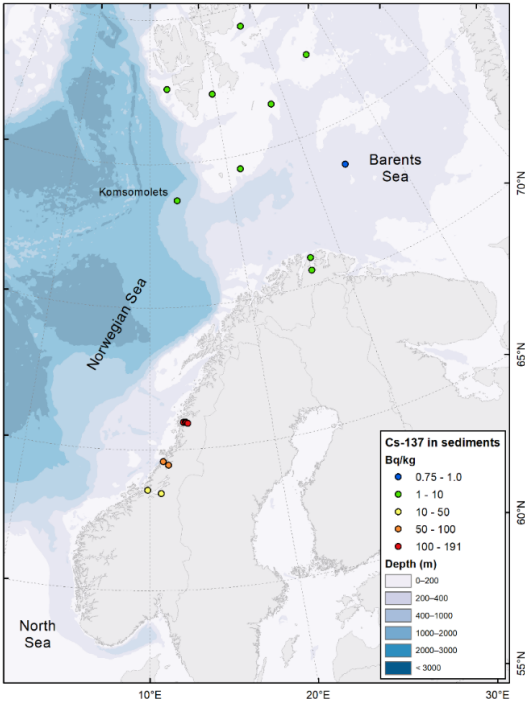 Barents
Sea
Komsomolets
70°N
Norwegian Sea
65°N
Cs-137 in sediments
Bq/kg
0.75 - 1.0
1 - 10
10 - 50
50 - 100
100 - 191
Depth (m)
0–200
200–400
400–1000
1000–2000
2000–3000
< 3000
60°N
North
Sea
55°N
10°E
20°E
30°E